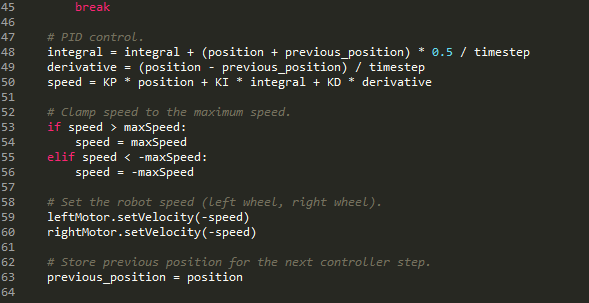 45 break
46
47 # PID control.
48 integral = integral + (position + previous_position) * 0.5 / timestep
49 derivative = (position - previous_position) / timestep
50 speed = KP * position + KI * integral + KD * derivative
51
52 # Clamp speed to the maximum speed.
53 if speed > maxSpeed:
54 speed = maxSpeed
55 elif speed < -maxSpeed:
56 speed = -maxSpeed
57
58 # Set the robot speed (left wheel, right wheel).
59 leftMotor.setVelocity(-speed)
60 rightMotor.setVelocity(-speed)
61
62 # Store previous position for the next controller step.
63 previous_position = position
64